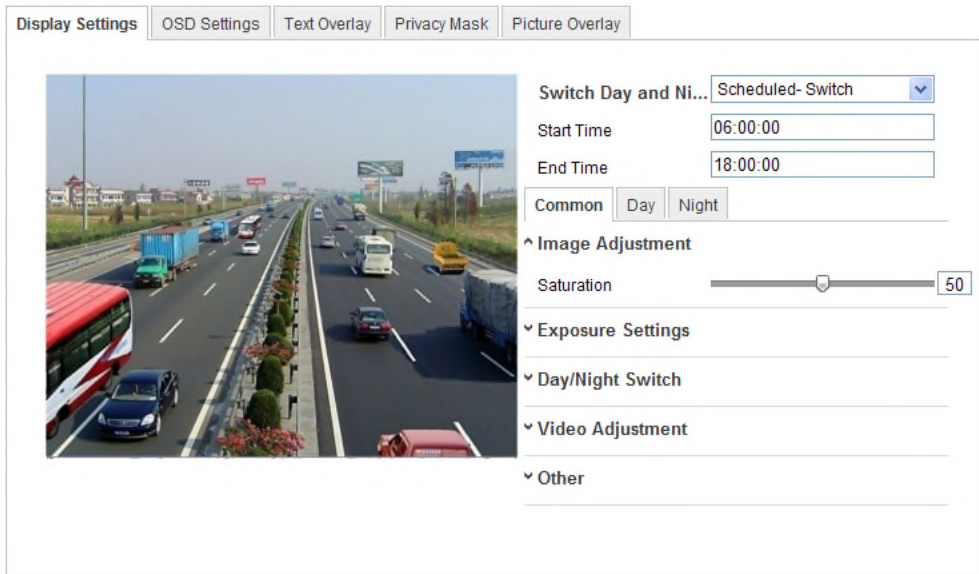 Display Settings OSD Settings Text Overlay Privacy Mask Picture Overlay
Switch Day and Ni... Scheduled- Switch
Start Time 06:00:00
End Time 18:00:00
Common Day Night
Image Adjustment
Saturation 50
Exposure Settings
Day/Night Switch
Video Adjustment
Other